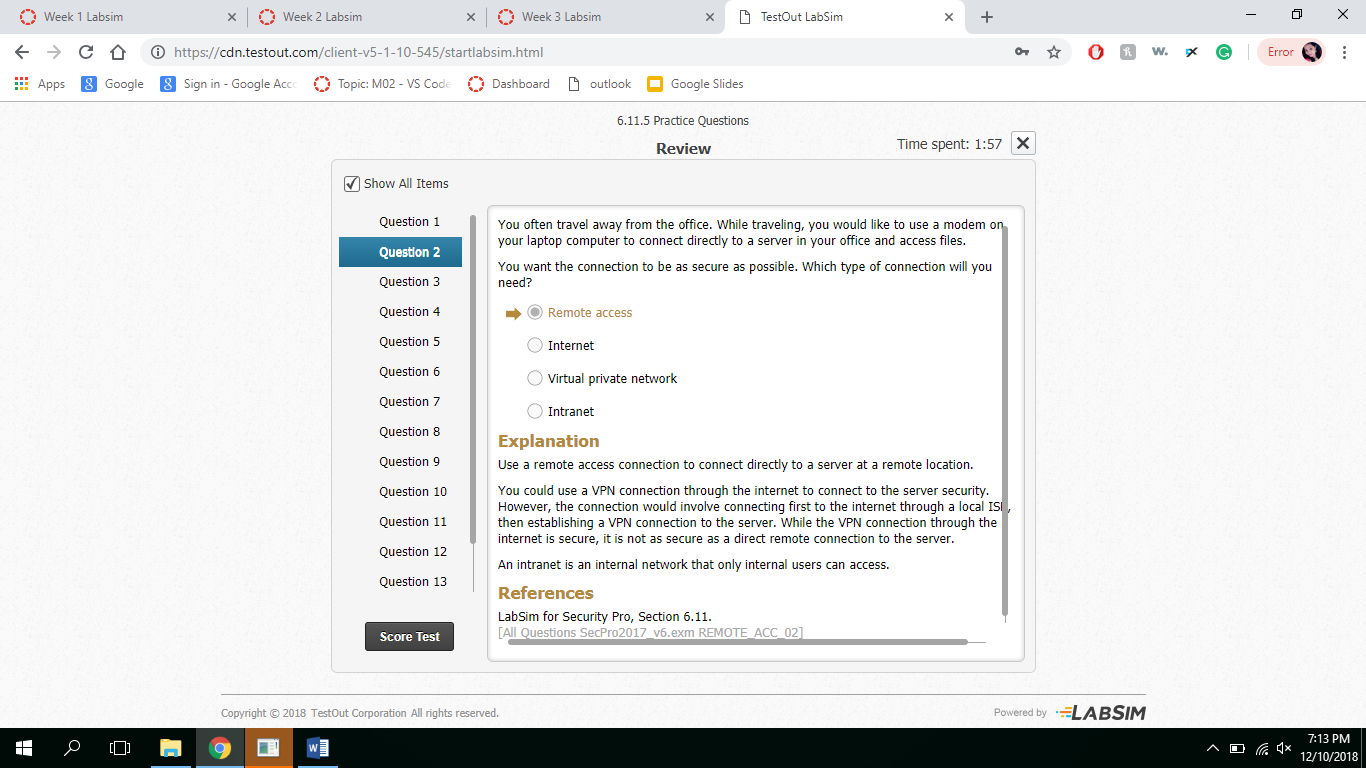 Week 1 Labsim
Week 2 Labsim
Week 3 Labsim
TestOut LabSim
https://cdn.testout.com/client-v5-1-10-545/startlabsim.html
Error
Apps
Google
Sign in - Google Acc
Topic: M02 - VS Code
Dashboard
outlook
Google Slides
6.11.5 Practice Questions
Review
Time spent: 1:57
Show All Items
Question 1
Question 2
Question 3
Question 4
Question 5
Question 6
Question 7
Question 8
Question 9
Question 10
Question 11
Question 12
Question 13
Score Test
You often travel away from the office. While traveling, you would like to use a modem on
your laptop computer to connect directly to a server in your office and access files.
You want the connection to be as secure as possible. Which type of connection will you
need?
Remote access
Internet
Virtual private network
Intranet
Explanation
Use a remote access connection to connect directly to a server at a remote location.
You could use a VPN connection through the internet to connect to the server security.
However, the connection would involve connecting first to the internet through a local ISP,
then establishing a VPN connection to the server. While the VPN connection through the
internet is secure, it is not as secure as a direct remote connection to the server.
An intranet is an internal network that only internal users can access.
References
LabSim for Security Pro, Section 6.11.
[All Questions SecPro2017_v6.exm REMOTE_ACC_02]
Copyright © 2018 TestOut Corporation All rights reserved.
Powered by LABSIM
7:13 PM
12/10/2018